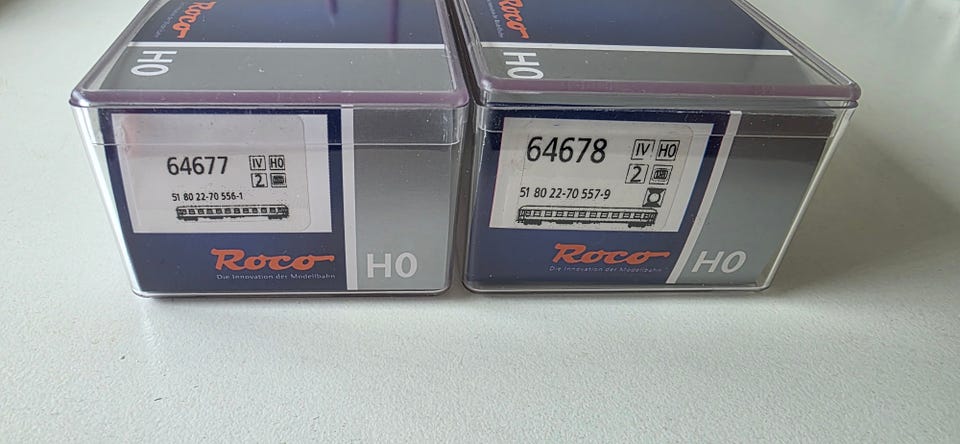 Roco
H0
64677
IV H0
2
51 80 22-70 556-1
Roco
Die Innovation der Modellbahn
H0
Roco
H0
64678
IV H0
2
51 80 22-70 557-9
Roco
Die Innovation der Modellbahn
H0